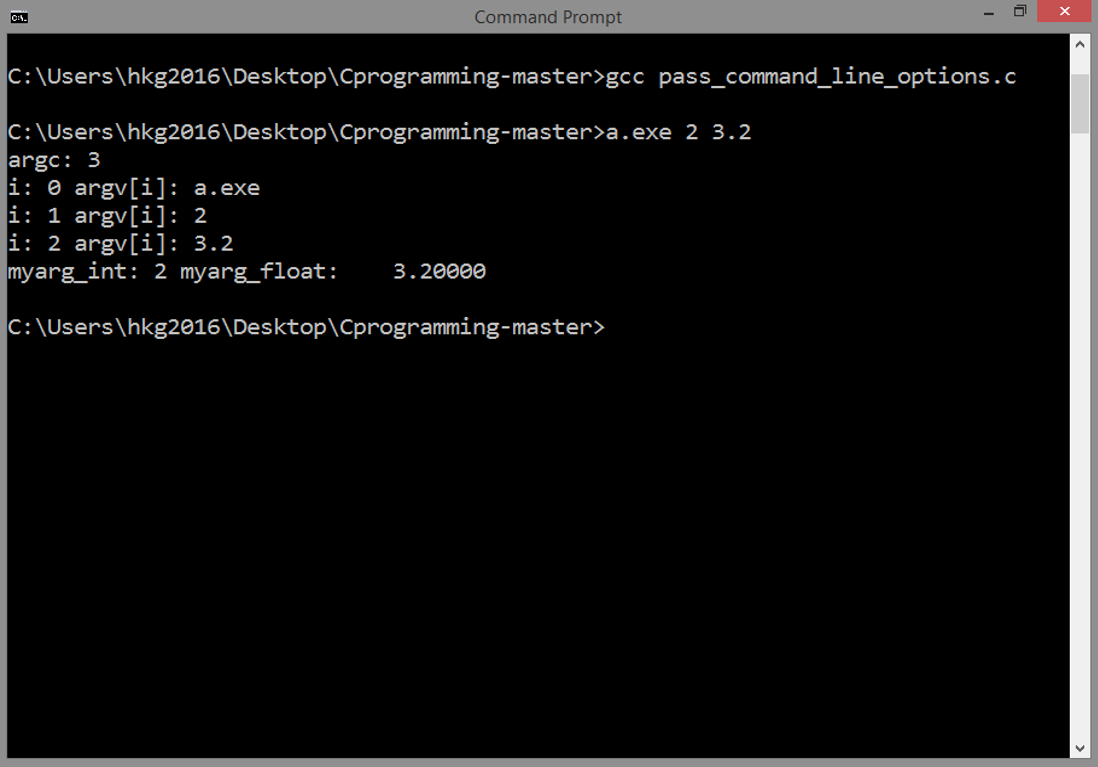 Command Prompt
C:\Users\hkg2016\Desktop\Cprogramming-master>gcc pass_command_line_options.c
C:\Users\hkg2016\Desktop\Cprogramming-master>a.exe 2 3.2
argc: 3
i: 0 argv[i]: a.exe
i: 1 argv[i]: 2
i: 2 argv[i]: 3.2
myarg_int: 2 myarg_float:    3.20000
C:\Users\hkg2016\Desktop\Cprogramming-master>